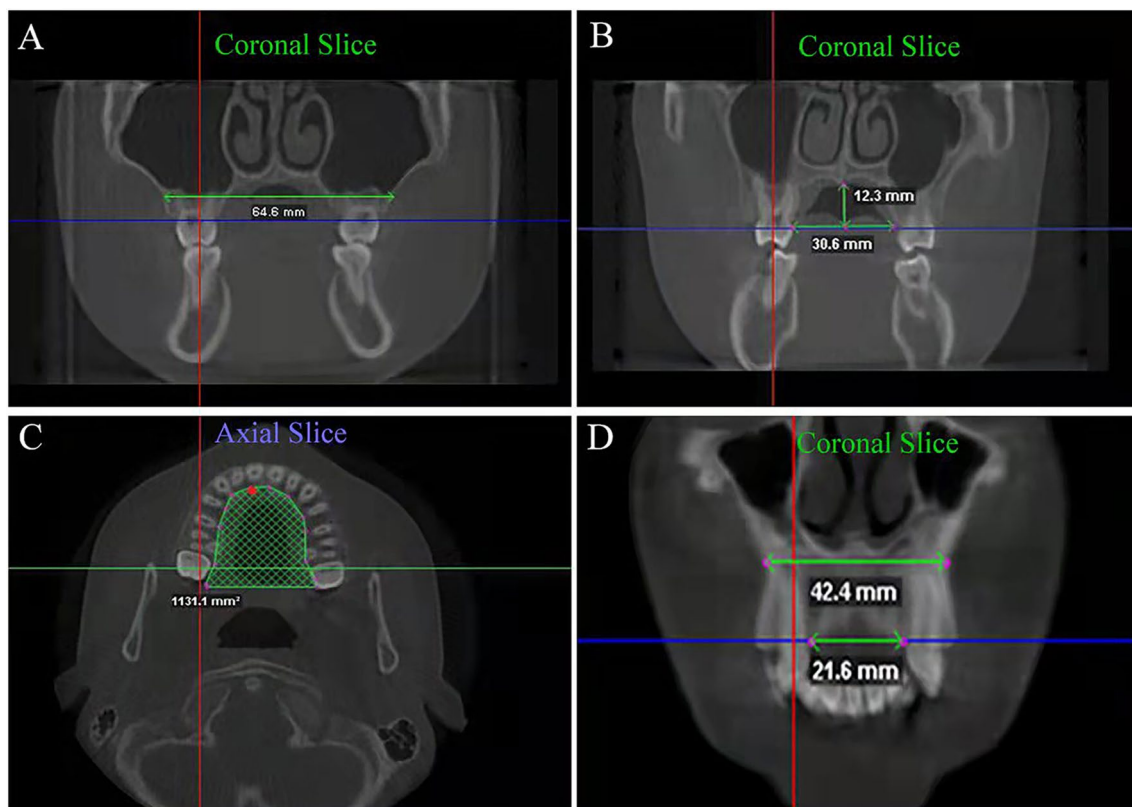 A
Coronal Slice
64.6 mm
B
Coronal Slice
12.3 mm
30.6 mm
C
Axial Slice
1131.1 mm²
D
Coronal Slice
42.4 mm
21.6 mm